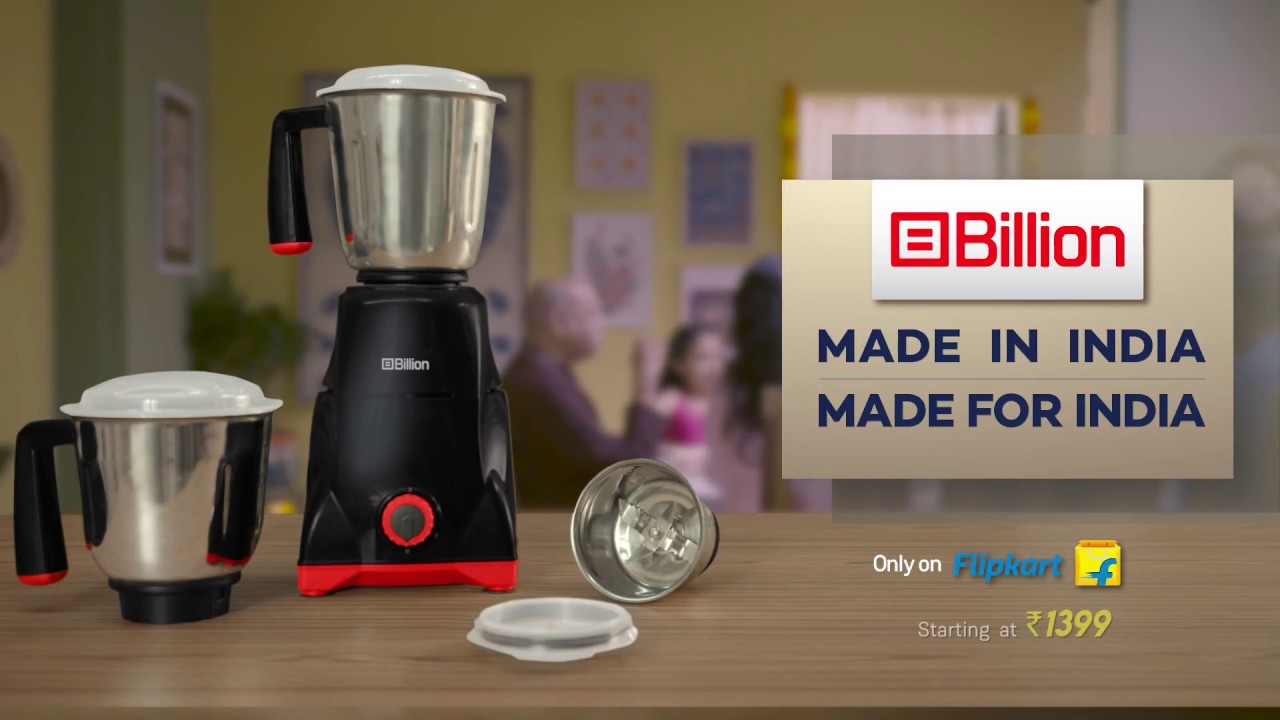 Billion
MADE IN INDIA
MADE FOR INDIA
Billion
Only on Flipkart
Starting at ₹1399